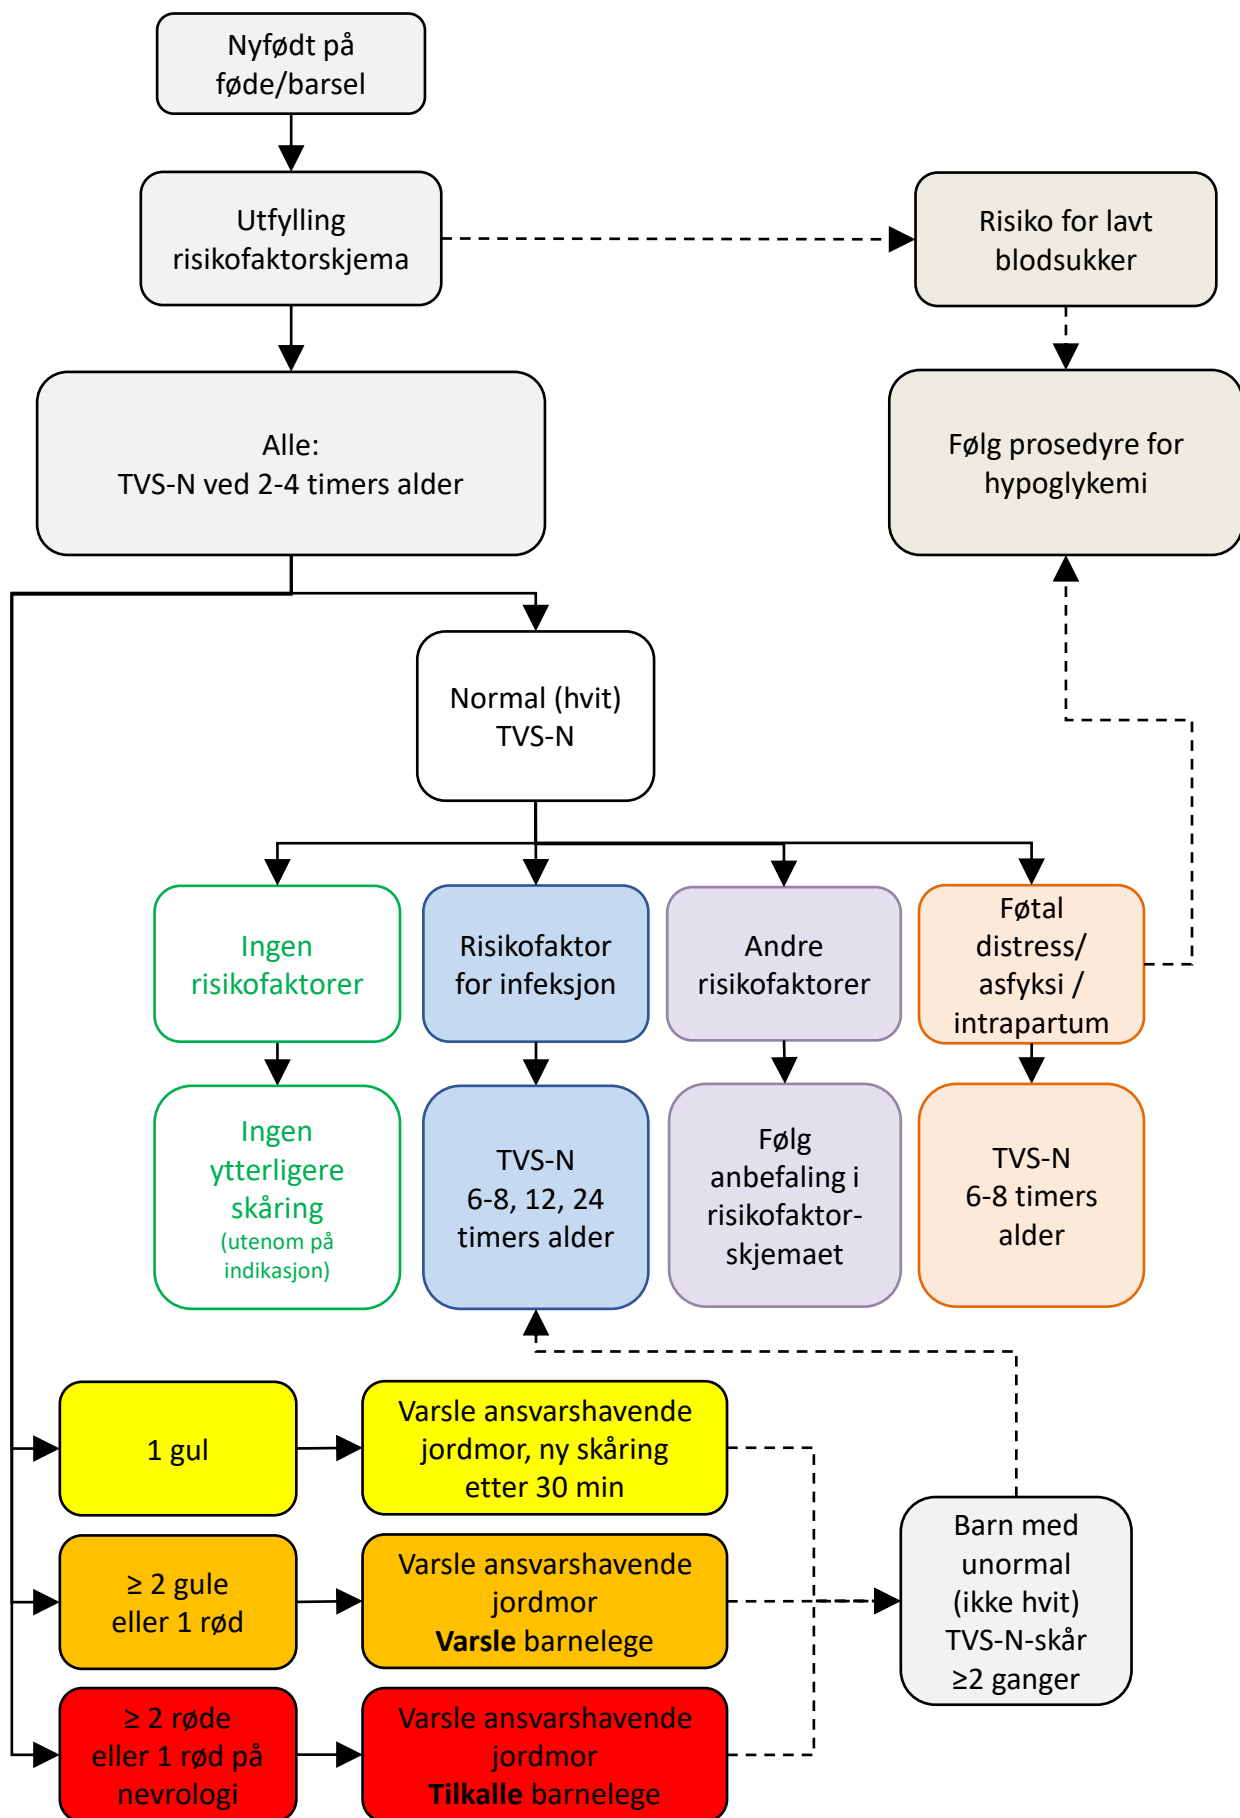 Nyfødt på
føde/barsel
Utfylling
risikofaktorskjema
Risiko for lavt
blodsukker
Alle:
TVS-N ved 2-4 timers alder
Følg prosedyre for
hypoglykemi
Normal (hvit)
TVS-N
Ingen
risikofaktorer
Risikofaktor
for infeksjon
Andre
risikofaktorer
Føtal
distress/
asfyksi /
intrapartum
Ingen
ytterligere
skåring
(utenom på
indikasjon)
TVS-N
6-8, 12, 24
timers alder
Følg
anbefaling i
risikofaktor-
skjemaet
TVS-N
6-8 timers
alder
1 gul
Varsle ansvarshavende
jordmor, ny skåring
etter 30 min
≥ 2 gule
eller 1 rød
Varsle ansvarshavende
jordmor
Varsle barnelege
≥ 2 røde
eller 1 rød på
nevrologi
Varsle ansvarshavende
jordmor
Tilkalle barnelege
Barn med
unormal
(ikke hvit)
TVS-N-skår
≥2 ganger